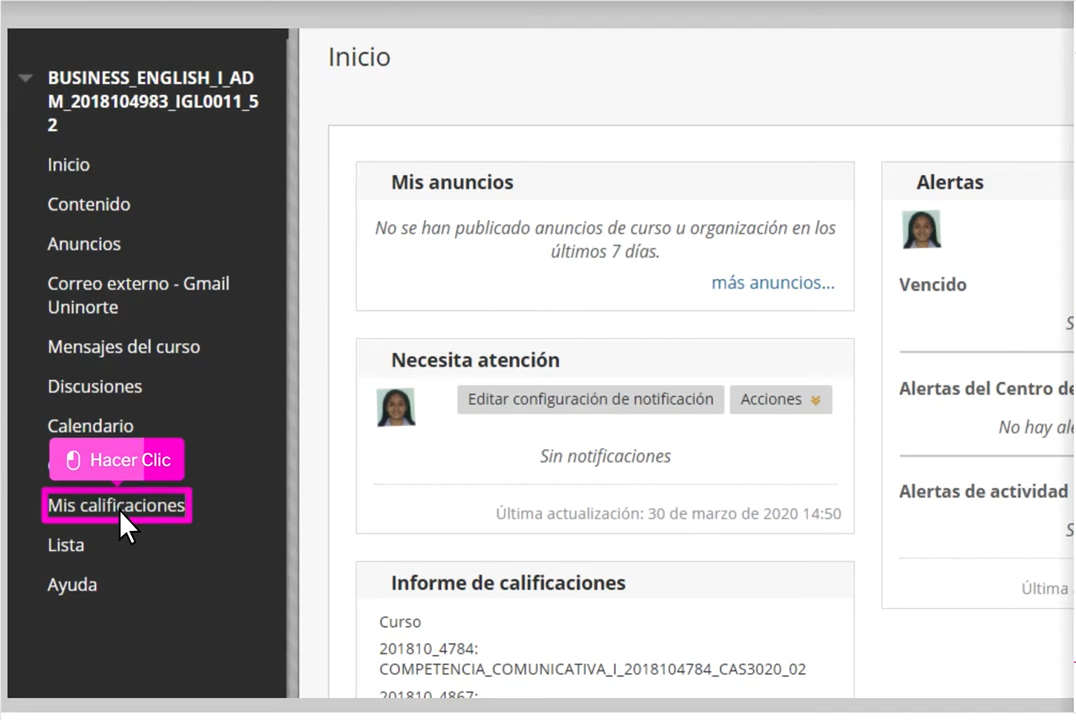 BUSINESS_ENGLISH_I_AD
M_2018104983_IGL0011_5
2
Inicio
Contenido
Anuncios
Correo externo - Gmail
Uninorte
Mensajes del curso
Discusiones
Calendario
Hacer Clic
Mis calificaciones
Lista
Ayuda
Inicio
Mis anuncios
No se han publicado anuncios de curso u organización en los
últimos 7 días.
más anuncios...
Necesita atención
Editar configuración de notificación
Acciones
Sin notificaciones
Última actualización: 30 de marzo de 2020 14:50
Informe de calificaciones
Curso
201810_4784:
COMPETENCIA_COMUNICATIVA_I_2018104784_CAS3020_02
201810_4867:
Alertas
Vencido
S
Alertas del Centro de
No hay ale
Alertas de actividad
S
Última